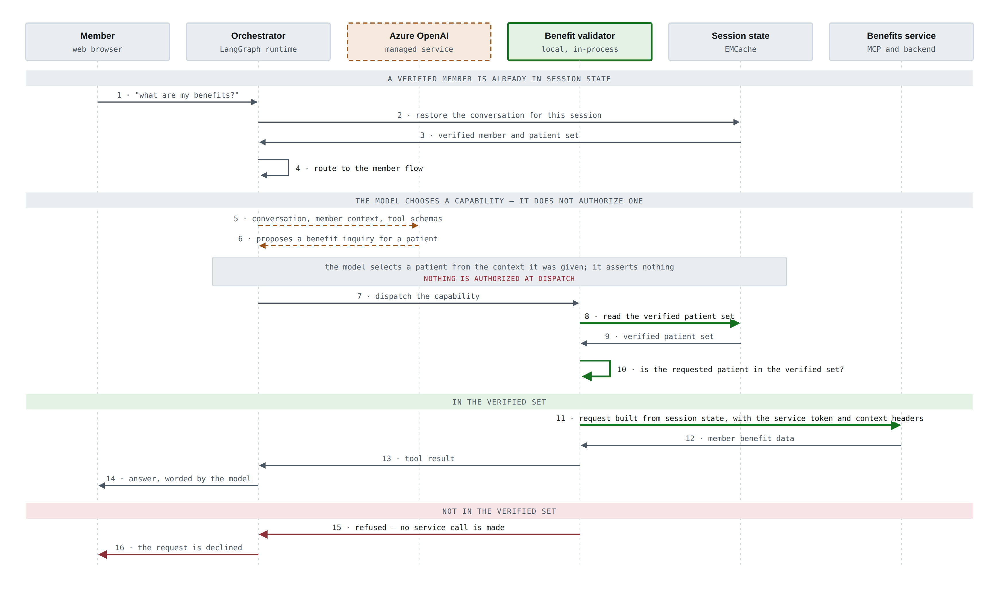 Member
web browser
Orchestrator
LangGraph runtime
Azure OpenAI
managed service
Benefit validator
local, in-process
Session state
EMCache
Benefits service
MCP and backend
A VERIFIED MEMBER IS ALREADY IN SESSION STATE
1 · "what are my benefits?"
2 · restore the conversation for this session
3 · verified member and patient set
4 · route to the member flow
THE MODEL CHOOSES A CAPABILITY — IT DOES NOT AUTHORIZE ONE
5 · conversation, member context, tool schemas
6 · proposes a benefit inquiry for a patient
the model selects a patient from the context it was given; it asserts nothing
NOTHING IS AUTHORIZED AT DISPATCH
7 · dispatch the capability
8 · read the verified patient set
9 · verified patient set
10 · is the requested patient in the verified set?
IN THE VERIFIED SET
11 · request built from session state, with the service token and context headers
12 · member benefit data
13 · tool result
14 · answer, worded by the model
NOT IN THE VERIFIED SET
15 · refused — no service call is made
16 · the request is declined